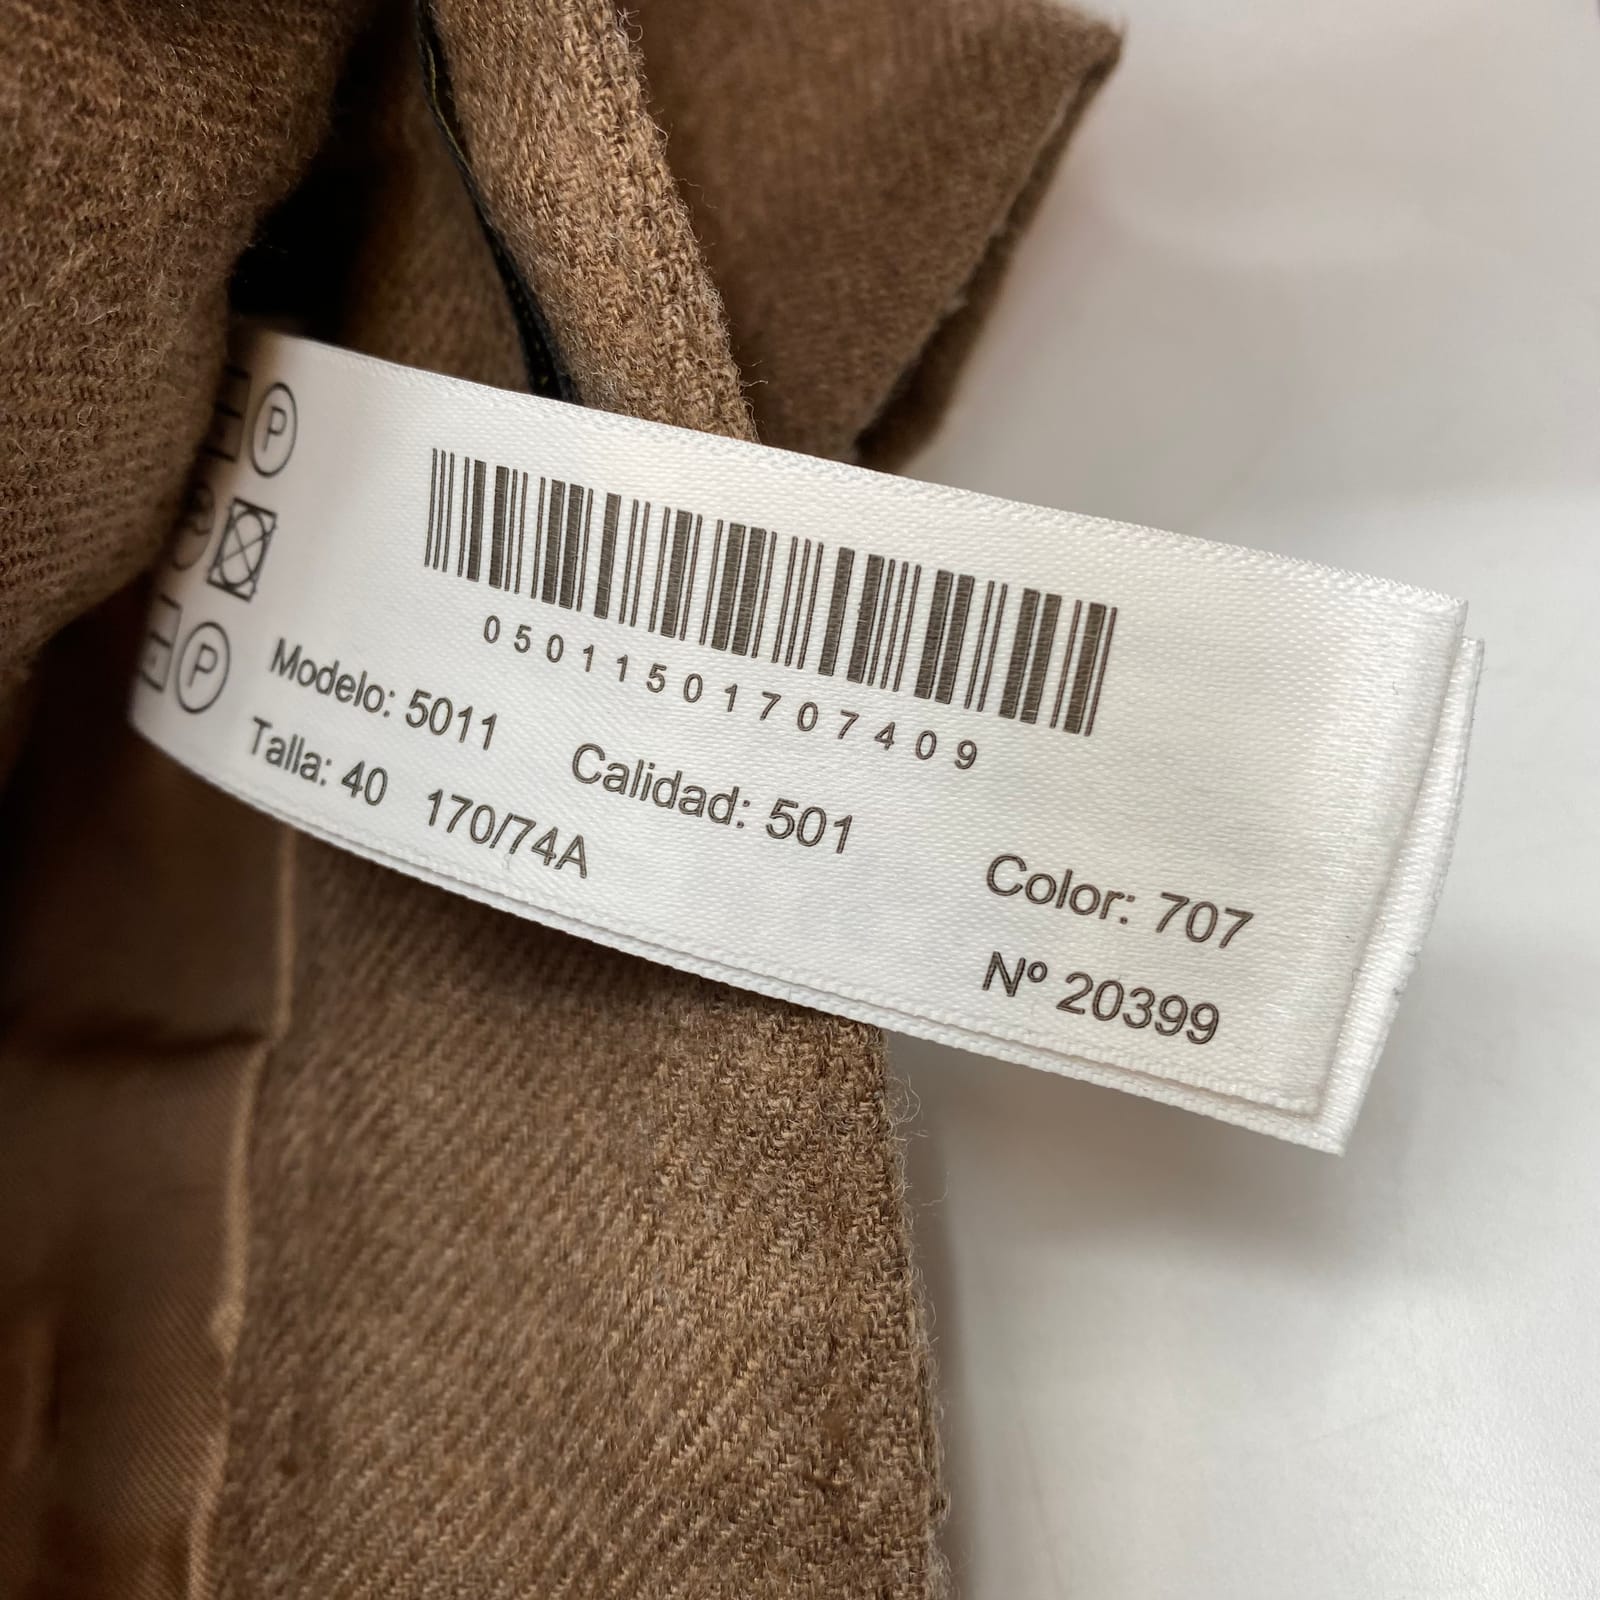 P
P
05011501707409
Modelo: 5011 Calidad: 501 Color: 707
Talla: 40 170/74A Nº 20399